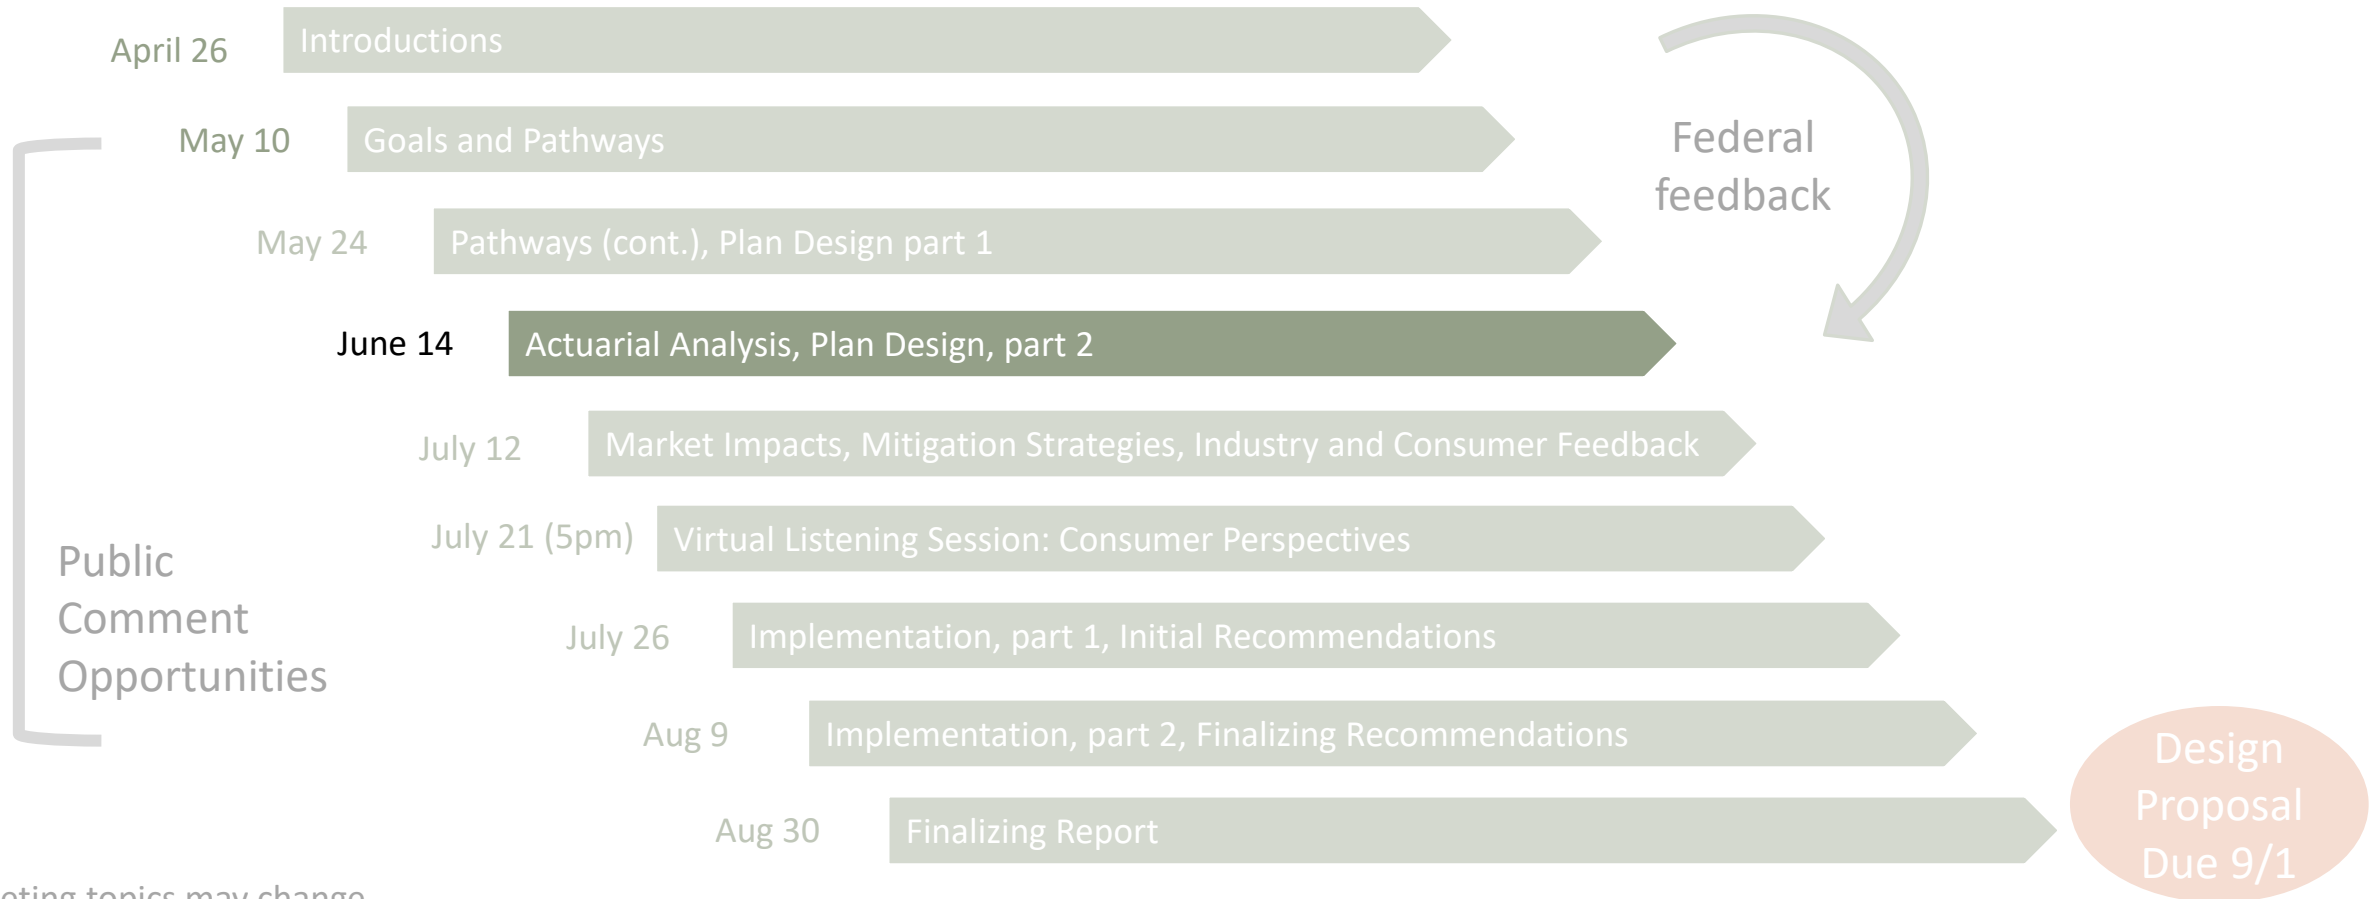 April 26
Introductions
May 10
Goals and Pathways
Federal
feedback
May 24
Pathways (cont.), Plan Design part 1
June 14
Actuarial Analysis, Plan Design, part 2
July 12
Market Impacts, Mitigation Strategies, Industry and Consumer Feedback
July 21 (5pm)
Virtual Listening Session: Consumer Perspectives
Public
Comment
Opportunities
July 26
Implementation, part 1, Initial Recommendations
Aug 9
Implementation, part 2, Finalizing Recommendations
Aug 30
Finalizing Report
Design
Proposal
Due 9/1
topics may change